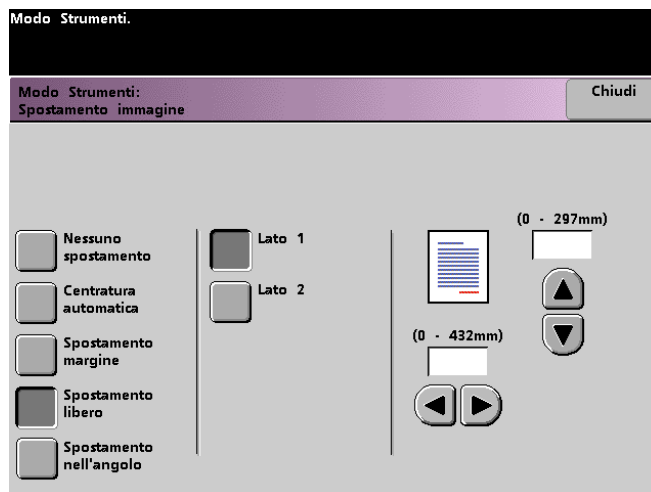 Modo Strumenti.
Modo Strumenti:
Spostamento immagine
Chiudi
Nessuno
spostamento
Centratura
automatica
Spostamento
margine
Spostamento
libero
Spostamento
nell'angolo
Lato 1
Lato 2
(0 - 297mm)
(0 - 432mm)